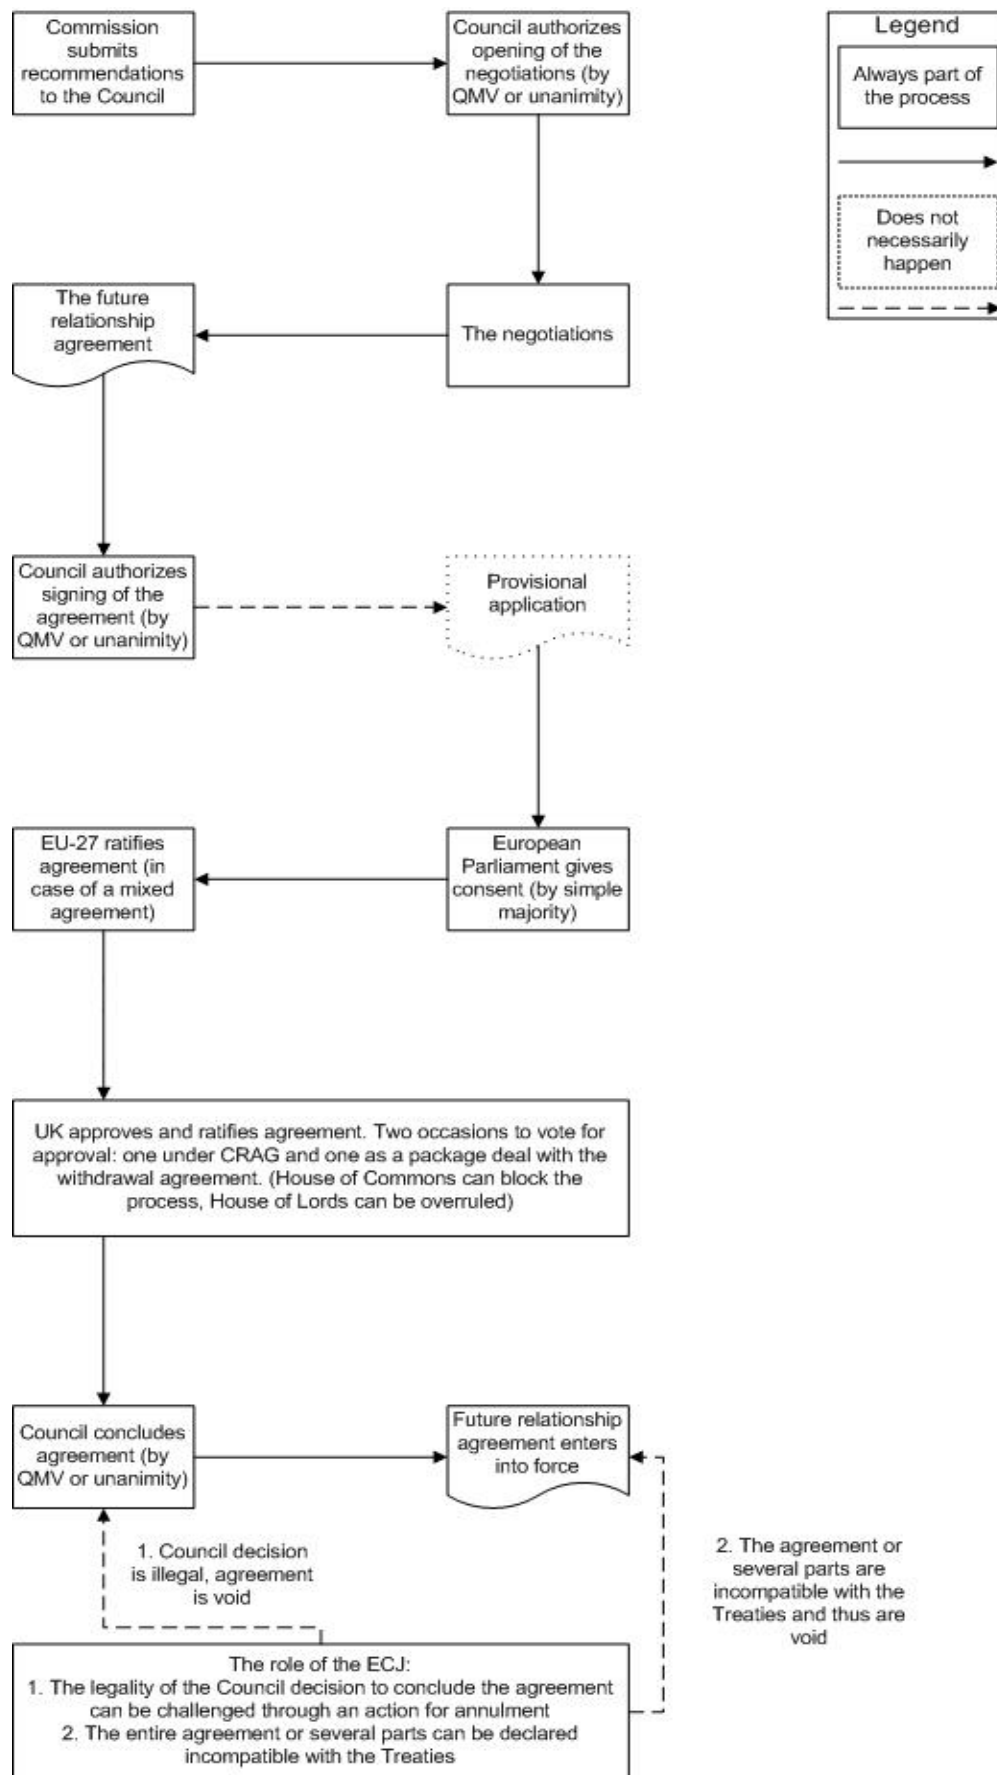 Commission
submits
recommendations
to the Council
Council authorizes
opening of the
negotiations (by
QMV or unanimity)
Legend
Always part of
the process
Does not
necessarily
happen
The future
relationship
agreement
The negotiations
Council authorizes
signing of the
agreement (by
QMV or unanimity)
Provisional
application
EU-27 ratifies
agreement (in
case of a mixed
agreement)
European
Parliament gives
consent (by simple
majority)
UK approves and ratifies agreement. Two occasions to vote for
approval: one under CRAG and one as a package deal with the
withdrawal agreement. (House of Commons can block the
process, House of Lords can be overruled)
Council concludes
agreement (by
QMV or unanimity)
Future relationship
agreement enters
into force
1. Council decision
is illegal, agreement
is void
2. The agreement or
several parts are
incompatible with the
Treaties and thus are
void
The role of the ECJ:
1. The legality of the Council decision to conclude the agreement
can be challenged through an action for annulment
2. The entire agreement or several parts can be declared
incompatible with the Treaties